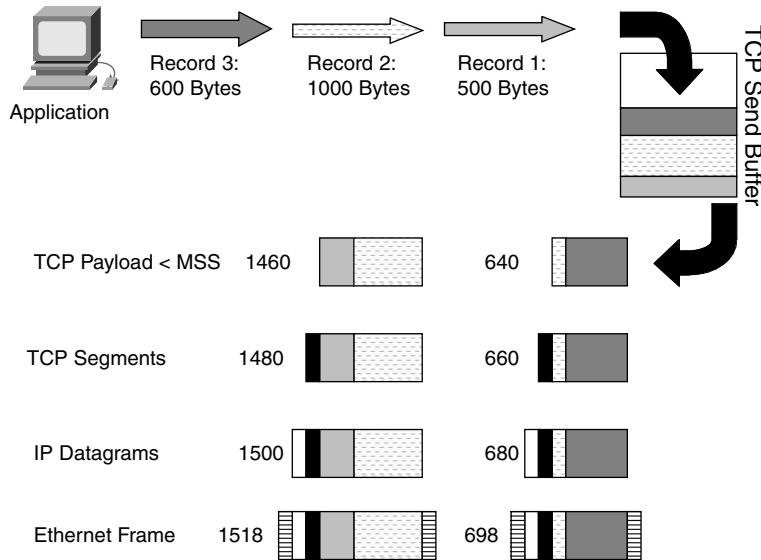 Application
Record 3:
600 Bytes
Record 2:
1000 Bytes
Record 1:
500 Bytes
TCP Send Buffer
TCP Payload < MSS 1460 640
TCP Segments 1480 660
IP Datagrams 1500 680
Ethernet Frame 1518 698